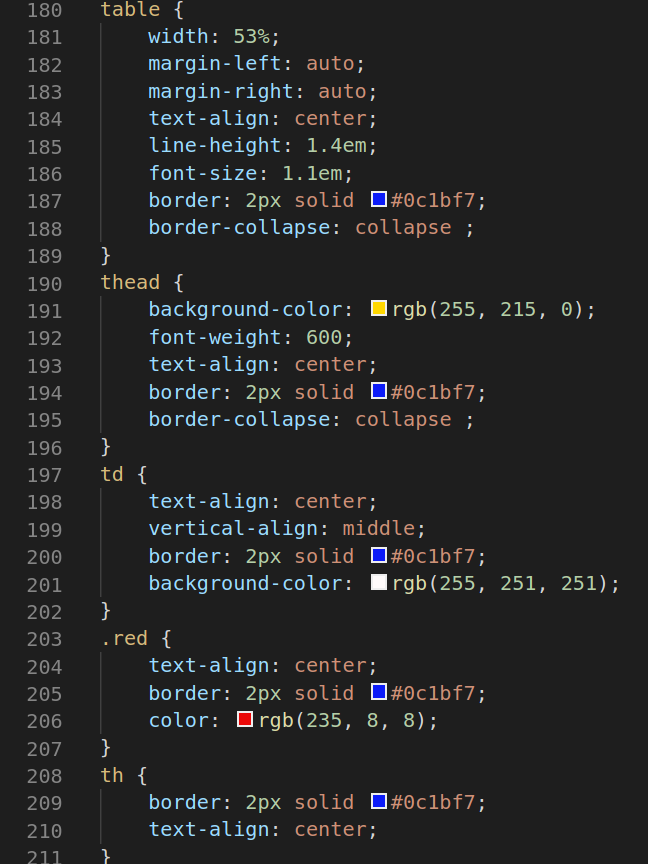 180 table {
181     width: 53%;
182     margin-left: auto;
183     margin-right: auto;
184     text-align: center;
185     line-height: 1.4em;
186     font-size: 1.1em;
187     border: 2px solid #0c1bf7;
188     border-collapse: collapse ;
189 }
190 thead {
191     background-color: rgb(255, 215, 0);
192     font-weight: 600;
193     text-align: center;
194     border: 2px solid #0c1bf7;
195     border-collapse: collapse ;
196 }
197 td {
198     text-align: center;
199     vertical-align: middle;
200     border: 2px solid #0c1bf7;
201     background-color: rgb(255, 251, 251);
202 }
203 .red {
204     text-align: center;
205     border: 2px solid #0c1bf7;
206     color: rgb(235, 8, 8);
207 }
208 th {
209     border: 2px solid #0c1bf7;
210     text-align: center;
211 }